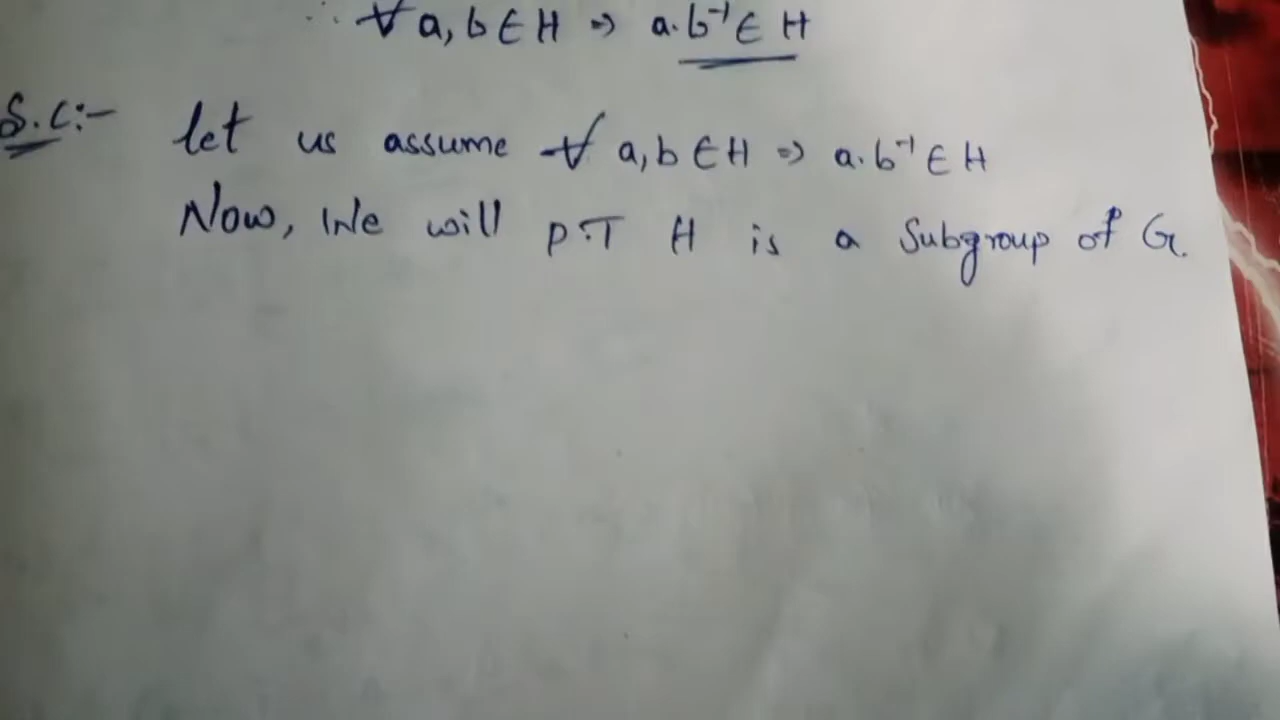 ∴ ∀ a, b ∈ H ⇒ a.b⁻¹ ∈ H
S.C:- let us assume ∀ a, b ∈ H ⇒ a.b⁻¹ ∈ H
Now, We will P.T H is a Subgroup of G.